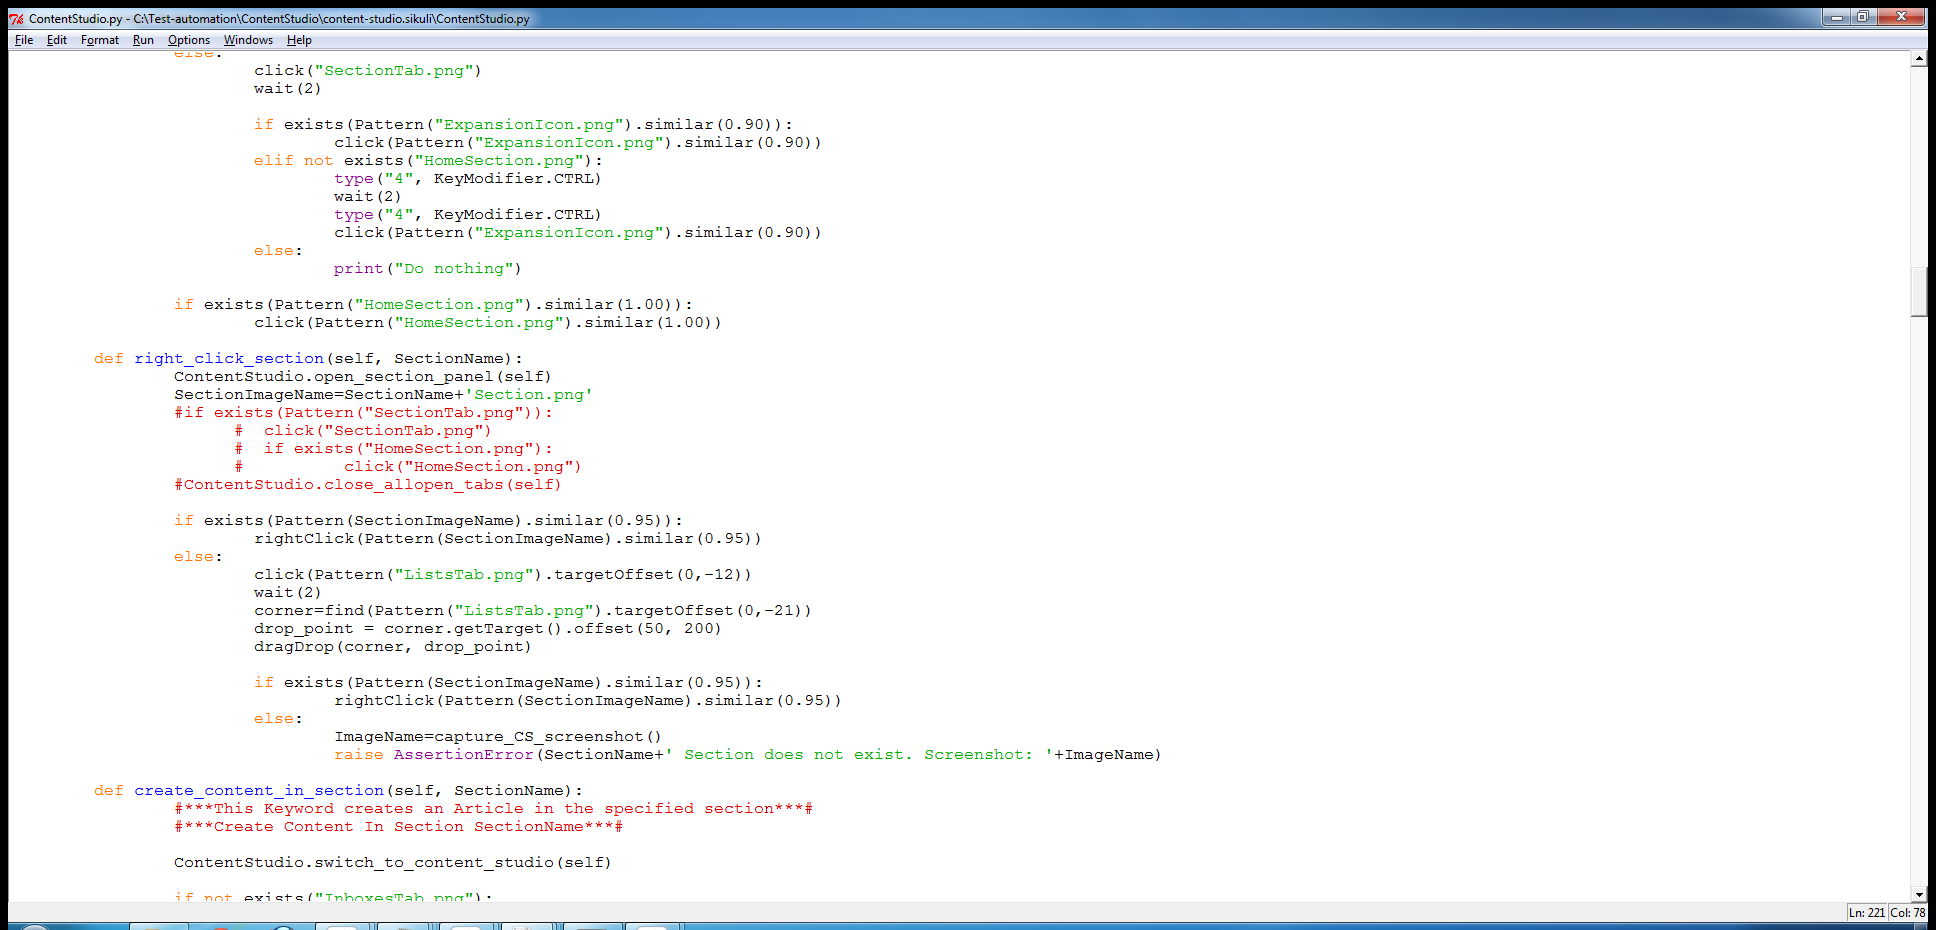 ContentStudio.py - C:\Test-automation\ContentStudio\content-studio.sikuli\ContentStudio.py
File Edit Format Run Options Windows Help
else:
click("SectionTab.png")
wait(2)
if exists(Pattern("ExpansionIcon.png").similar(0.90)):
click(Pattern("ExpansionIcon.png").similar(0.90))
elif not exists("HomeSection.png"):
type("4", KeyModifier.CTRL)
wait(2)
type("4", KeyModifier.CTRL)
click(Pattern("ExpansionIcon.png").similar(0.90))
else:
print("Do nothing")
if exists(Pattern("HomeSection.png").similar(1.00)):
click(Pattern("HomeSection.png").similar(1.00))
def right_click_section(self, SectionName):
ContentStudio.open_section_panel(self)
SectionImageName=SectionName+'Section.png'
#if exists(Pattern("SectionTab.png")):
# click("SectionTab.png")
# if exists("HomeSection.png"):
# click("HomeSection.png")
#ContentStudio.close_allopen_tabs(self)
if exists(Pattern(SectionImageName).similar(0.95)):
rightClick(Pattern(SectionImageName).similar(0.95))
else:
click(Pattern("ListsTab.png").targetOffset(0,-12))
wait(2)
corner=find(Pattern("ListsTab.png").targetOffset(0,-21))
drop_point = corner.getTarget().offset(50, 200)
dragDrop(corner, drop_point)
if exists(Pattern(SectionImageName).similar(0.95)):
rightClick(Pattern(SectionImageName).similar(0.95))
else:
ImageName=capture_CS_screenshot()
raise AssertionError(SectionName+' Section does not exist. Screenshot: '+ImageName)
def create_content_in_section(self, SectionName):
#***This Keyword creates an Article in the specified section***#
#***Create Content In Section SectionName***#
ContentStudio.switch_to_content_studio(self)
if not exists("InboxesTab.png"):
Ln: 221 Col: 78